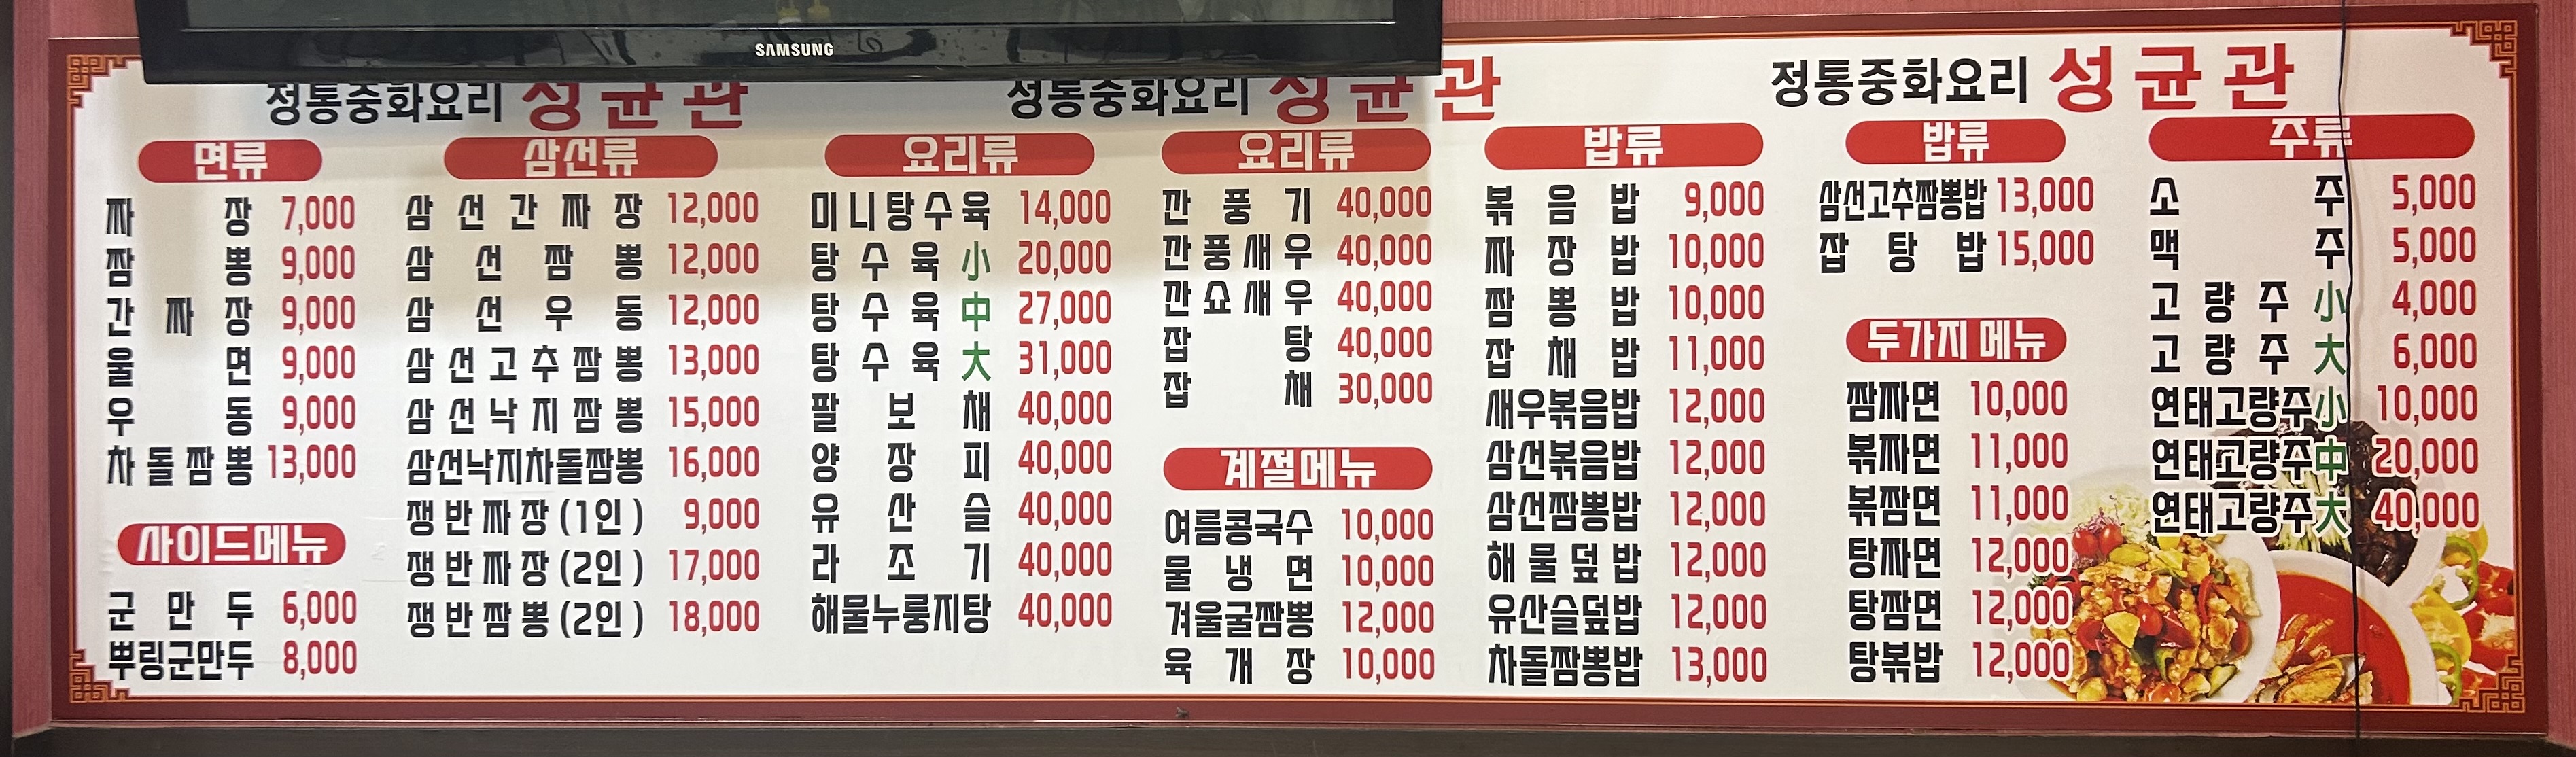 SAMSUNG
정통중화요리 성균관
정통중화요리 성균관
정통중화요리 성균관
면류
짜장 7,000
짬뽕 9,000
간짜장 9,000
울면 9,000
우동 9,000
차돌짬뽕 13,000
사이드메뉴
군만두 6,000
뿌링군만두 8,000
삼선류
삼선간짜장 12,000
삼선짬뽕 12,000
삼선우동 12,000
삼선고추짬뽕 13,000
삼선낙지짬뽕 15,000
삼선낙지차돌짬뽕 16,000
쟁반짜장(1인) 9,000
쟁반짜장(2인) 17,000
쟁반짬뽕(2인) 18,000
요리류
미니탕수육 14,000
탕수육小 20,000
탕수육中 27,000
탕수육大 31,000
팔보채 40,000
양장피 40,000
유산슬 40,000
라조기 40,000
해물누룽지탕 40,000
요리류
깐풍기 40,000
깐풍새우 40,000
깐쇼새우 40,000
잡탕 40,000
잡채 30,000
계절메뉴
여름콩국수 10,000
물냉면 10,000
겨울굴짬뽕 12,000
육개장 10,000
밥류
볶음밥 9,000
짜장밥 10,000
짬뽕밥 10,000
잡채밥 11,000
새우볶음밥 12,000
삼선볶음밥 12,000
삼선짬뽕밥 12,000
해물덮밥 12,000
유산슬덮밥 12,000
차돌짬뽕밥 13,000
밥류
삼선고추짬뽕밥 13,000
잡탕밥 15,000
두가지 메뉴
짬짜면 10,000
볶짜면 11,000
볶짬면 11,000
탕짜면 12,000
탕짬면 12,000
탕볶밥 12,000
주류
소주 5,000
맥주 5,000
고량주小 4,000
고량주大 6,000
연태고량주小 10,000
연태고량주中 20,000
연태고량주大 40,000